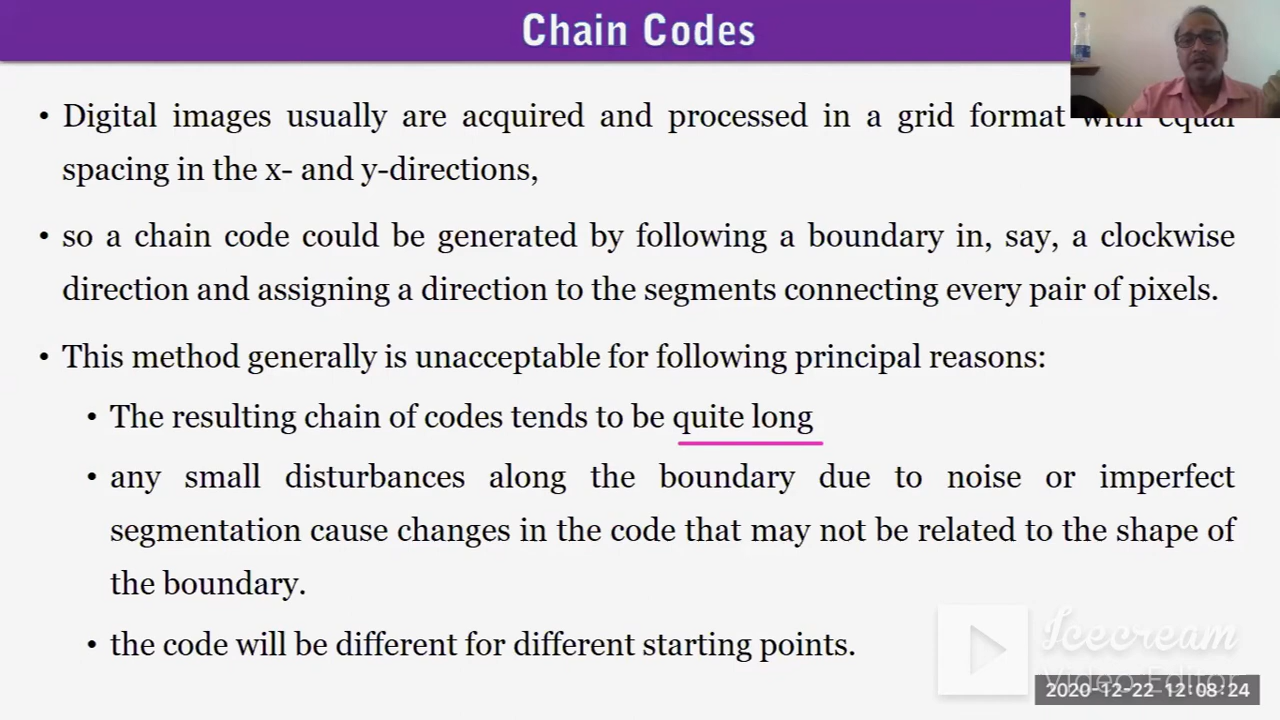 Chain Codes
• Digital images usually are acquired and processed in a grid format with equal
spacing in the x- and y-directions,
• so a chain code could be generated by following a boundary in, say, a clockwise
direction and assigning a direction to the segments connecting every pair of pixels.
• This method generally is unacceptable for following principal reasons:
• The resulting chain of codes tends to be quite long
• any small disturbances along the boundary due to noise or imperfect
segmentation cause changes in the code that may not be related to the shape of
the boundary.
• the code will be different for different starting points.
Icecream
Video Editor
2020-12-22 12:08:24